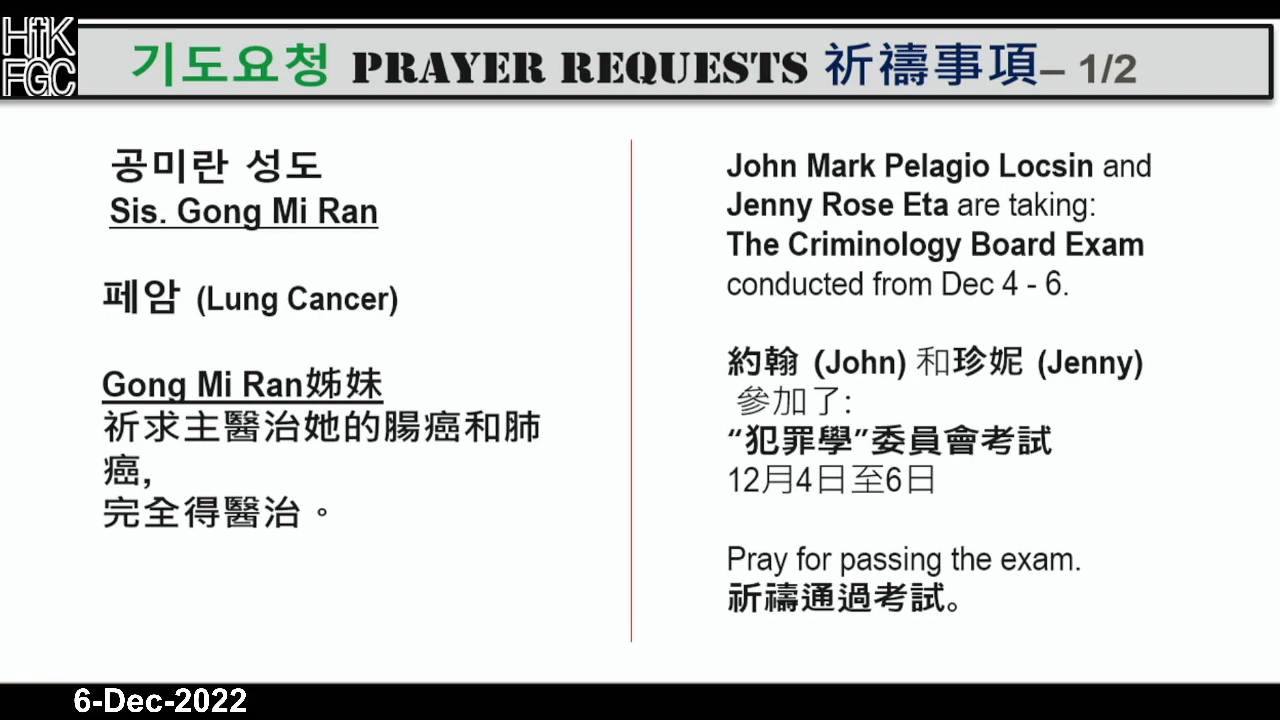 HfK
FGC
기도요청 PRAYER REQUESTS 祈禱事項– 1/2
공미란 성도
Sis. Gong Mi Ran
페암 (Lung Cancer)
Gong Mi Ran姊妹
祈求主醫治她的腸癌和肺
癌,
完全得醫治。
John Mark Pelagio Locsin and
Jenny Rose Eta are taking:
The Criminology Board Exam
conducted from Dec 4 - 6.
約翰 (John) 和珍妮 (Jenny)
參加了:
“犯罪學”委員會考試
12月4日至6日
Pray for passing the exam.
祈禱通過考試。
6-Dec-2022